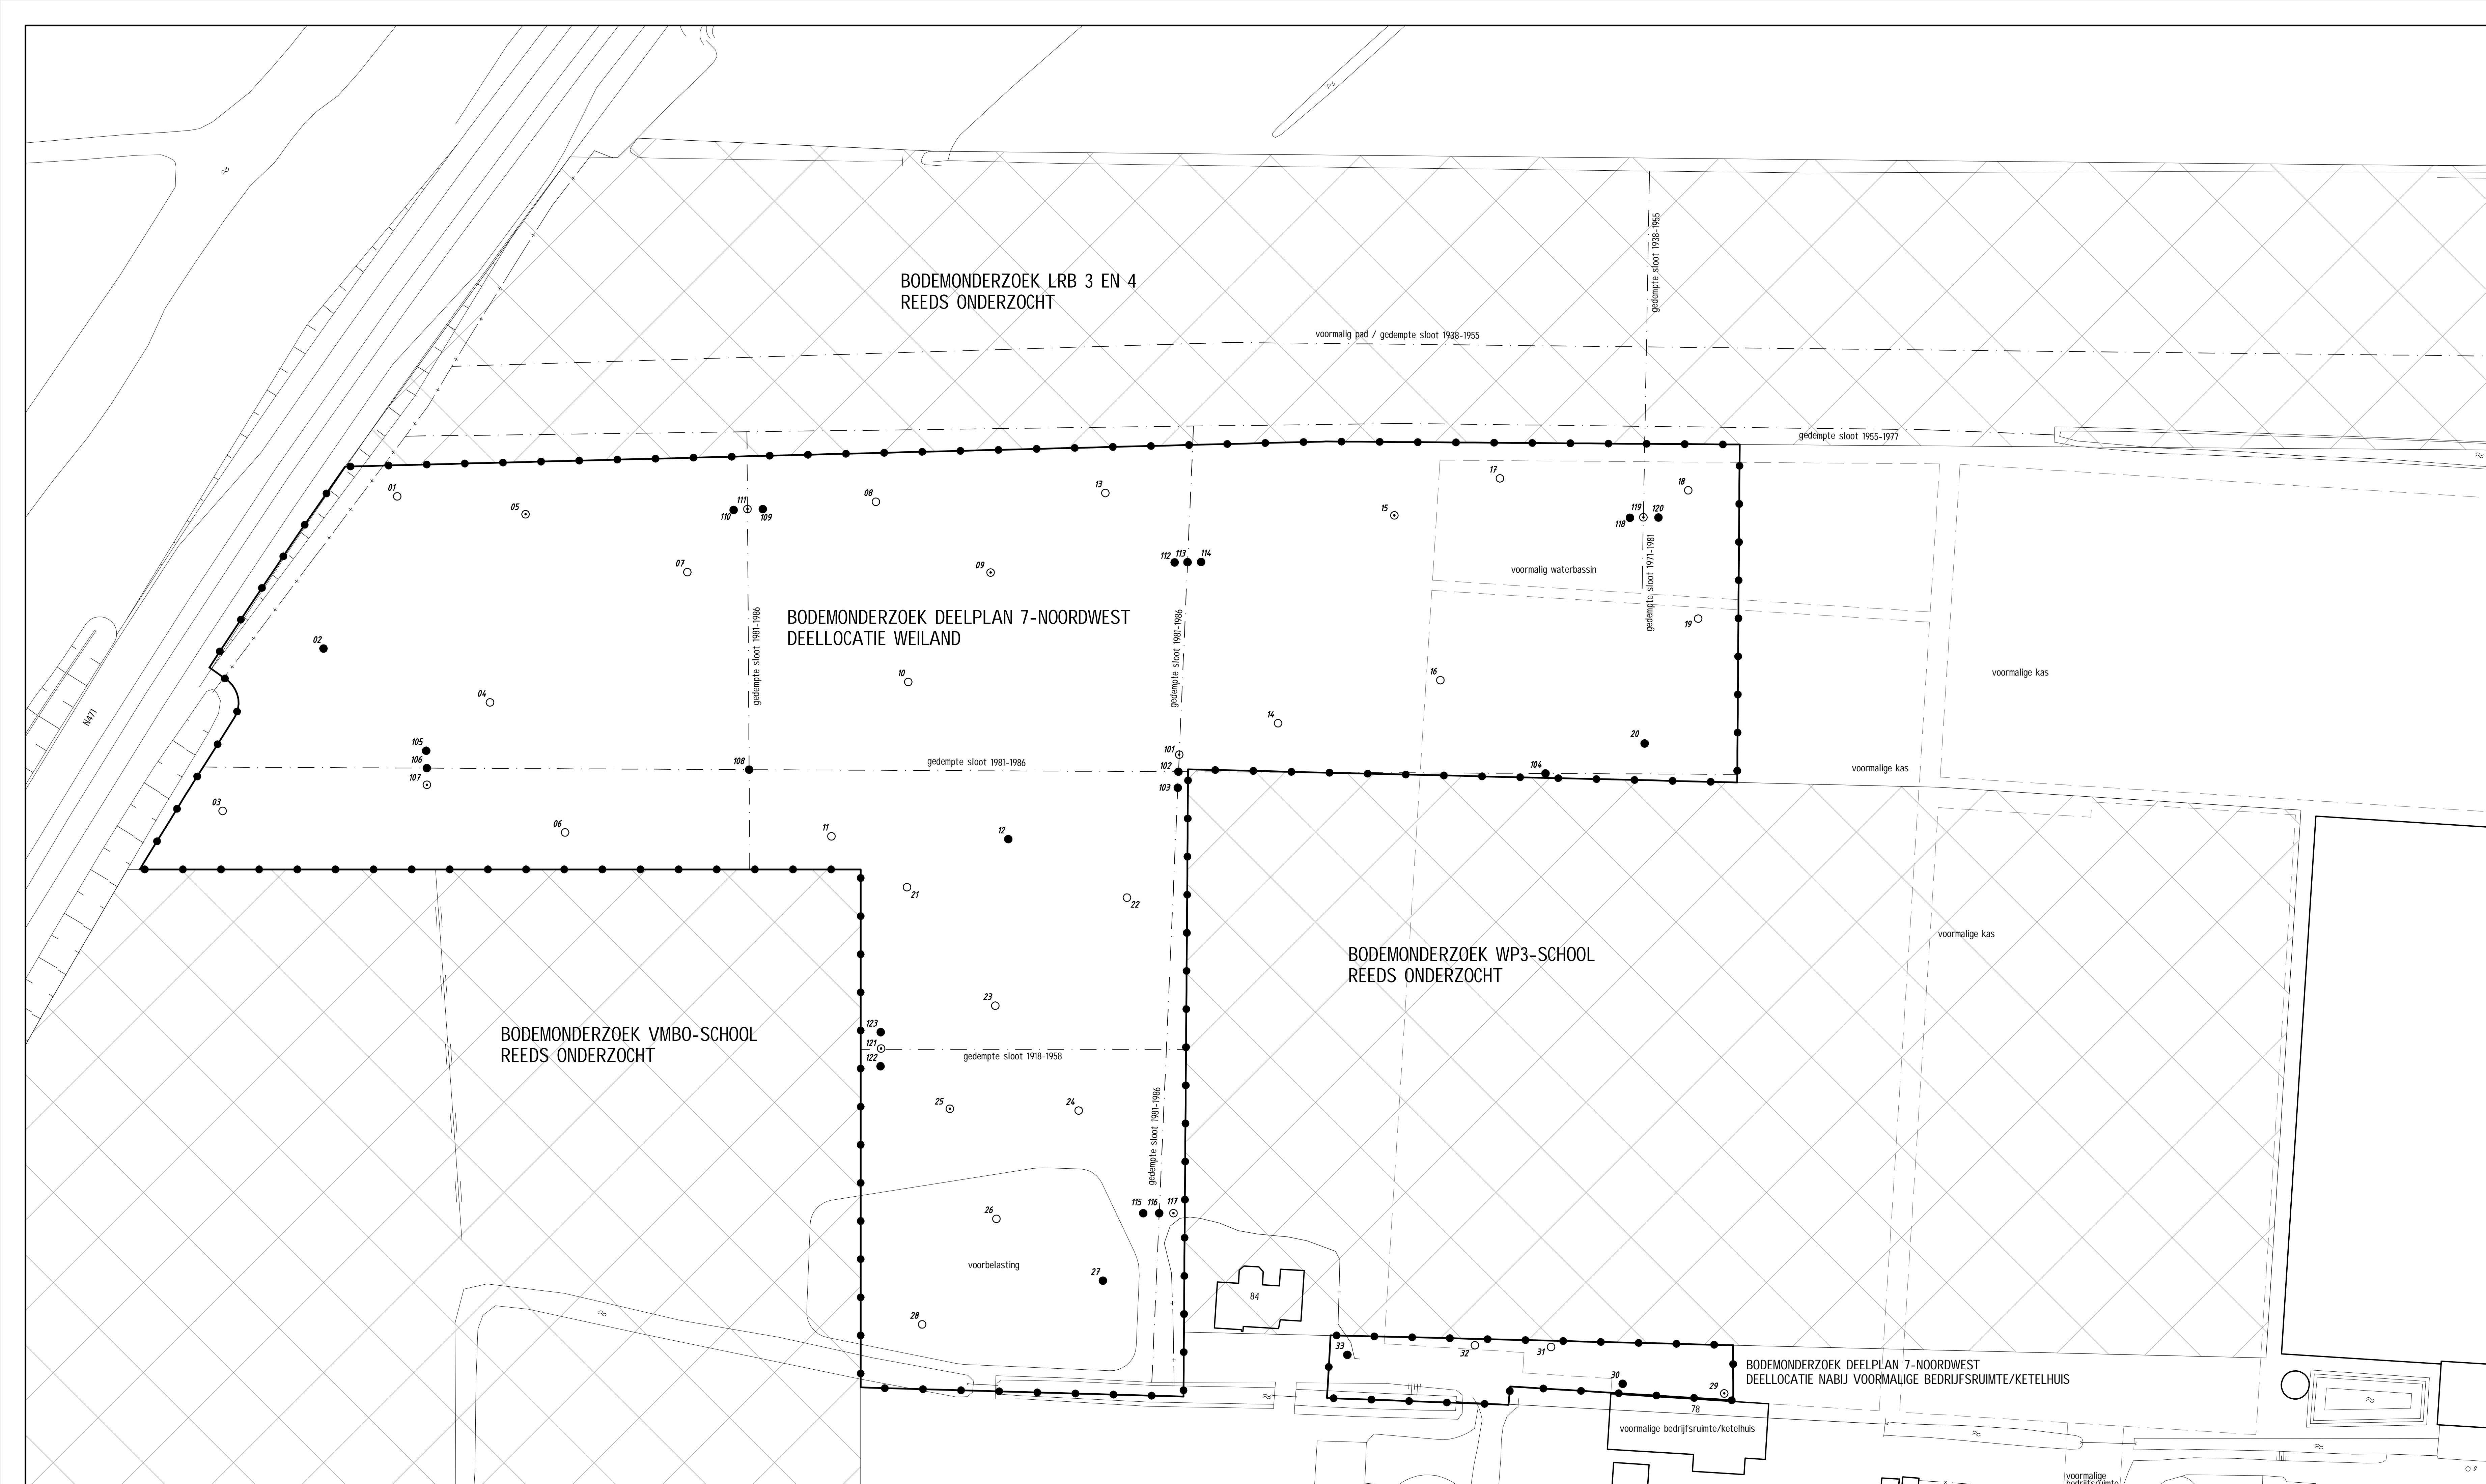 BODEMONDERZOEK LRB 3 EN 4
REEDS ONDERZOCHT
gedempte sloot 1938-1955
voormalig pad / gedempte sloot 1938-1955
gedempte sloot 1955-1977
01
05
110
111
109
08
13
15
17
18
118
119
120
07
09
112
113
114
voormalig waterbassin
gedempte sloot 1971-1981
gedempte sloot 1981-1986
BODEMONDERZOEK DEELPLAN 7-NOORDWEST
DEELLOCATIE WEILAND
gedempte sloot 1981-1986
02
04
10
16
19
voormalige kas
N471
14
20
105
106
107
108
gedempte sloot 1981-1986
101
102
103
104
voormalige kas
03
06
11
12
21
22
voormalige kas
BODEMONDERZOEK WP3-SCHOOL
REEDS ONDERZOCHT
23
BODEMONDERZOEK VMBO-SCHOOL
REEDS ONDERZOCHT
123
121
122
gedempte sloot 1918-1958
25
24
gedempte sloot 1981-1986
115
116
117
26
voorbelasting
27
28
84
33
32
31
30
29
BODEMONDERZOEK DEELPLAN 7-NOORDWEST
DEELLOCATIE NABIJ VOORMALIGE BEDRIJFSRUIMTE/KETELHUIS
78
voormalige bedrijfsruimte/ketelhuis
voormalige
bedrijfsruimte